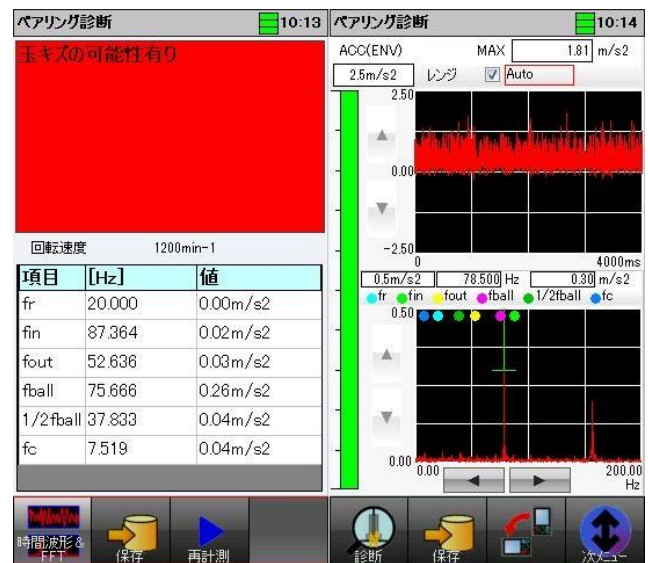 ベアリング診断 10:13
玉キズの可能性有り
回転速度 1200min-1
項目 [Hz] 値
fr 20.000 0.00m/s2
fin 87.364 0.02m/s2
fout 52.636 0.03m/s2
fball 75.666 0.26m/s2
1/2fball 37.833 0.04m/s2
fc 7.519 0.04m/s2
時間波形&
FFT
保存
再計測
ベアリング診断 10:14
ACC(ENV) MAX 1.81 m/s2
2.5m/s2 レンジ Auto
2.50
0.00
-2.50
0 4000ms
0.5m/s2 78.500 Hz 0.30 m/s2
fr fin fout fball 1/2fball fc
0.50
0.00
0.00 200.00
Hz
診断
保存
次メニュー